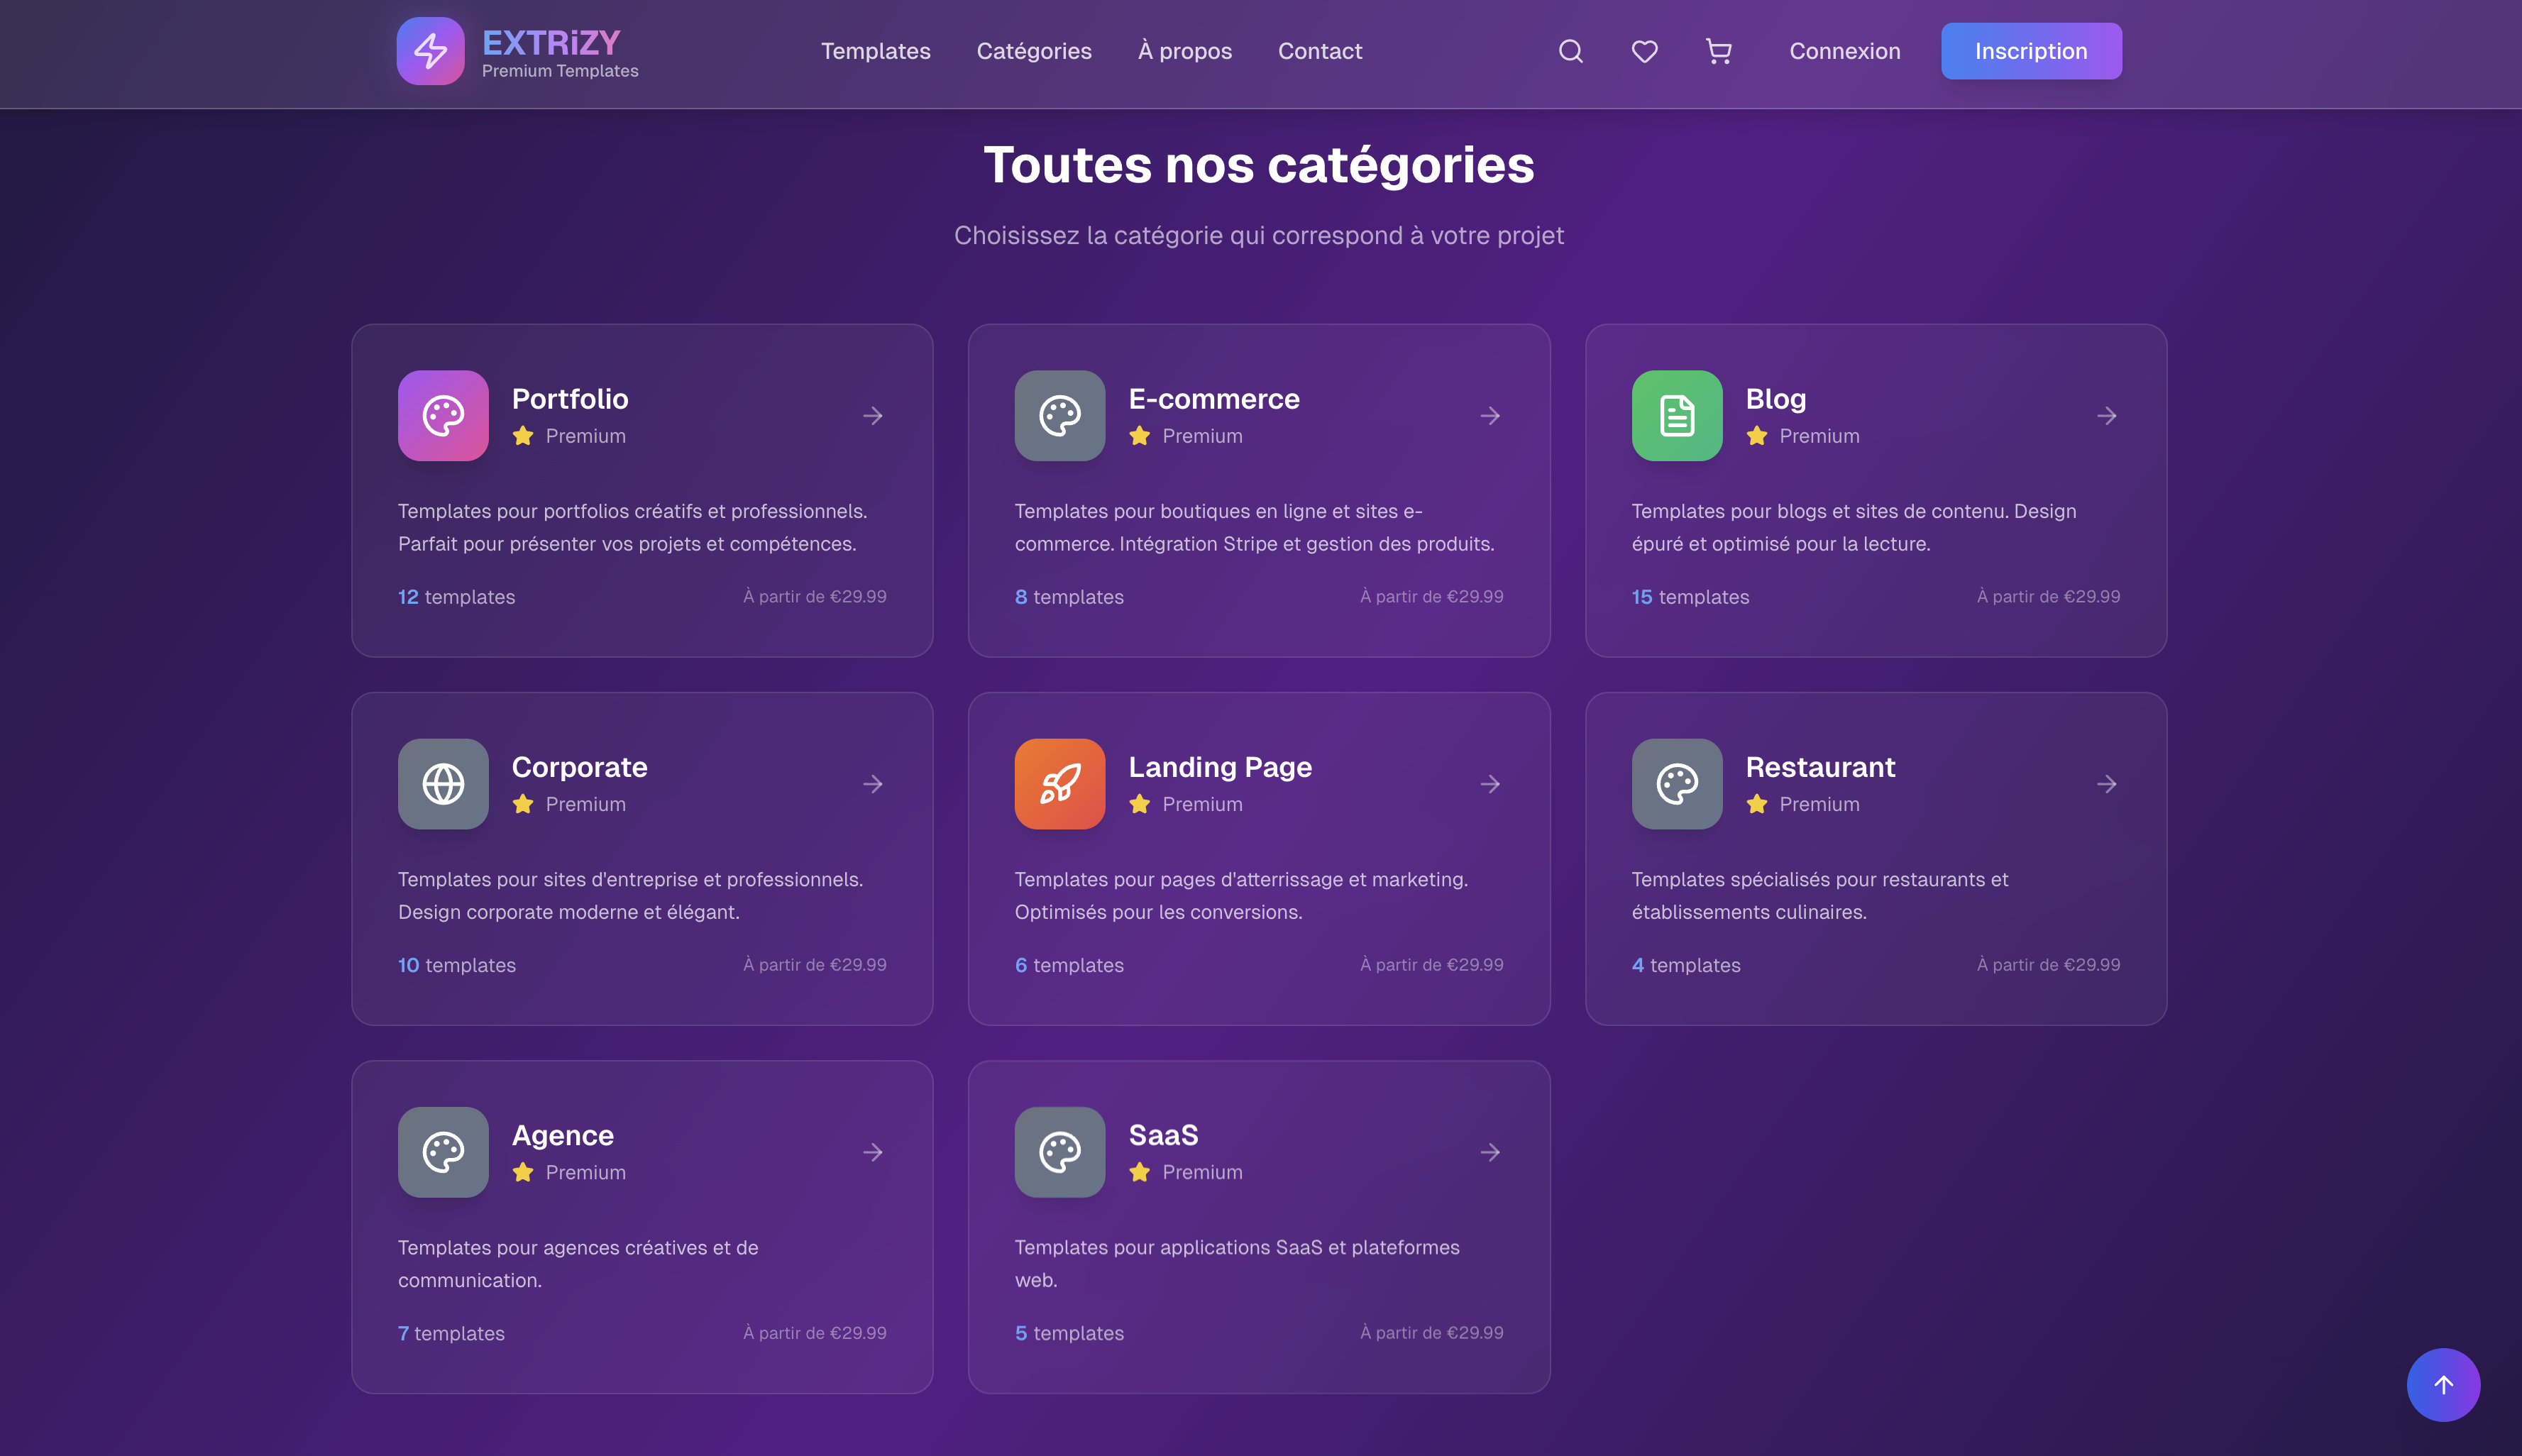 EXTRiZY
Premium Templates
Templates
Catégories
À propos
Contact
Connexion
Inscription
Toutes nos catégories
Choisissez la catégorie qui correspond à votre projet
Portfolio
Premium
Templates pour portfolios créatifs et professionnels.
Parfait pour présenter vos projets et compétences.
12 templates
À partir de €29.99
E-commerce
Premium
Templates pour boutiques en ligne et sites e-
commerce. Intégration Stripe et gestion des produits.
8 templates
À partir de €29.99
Blog
Premium
Templates pour blogs et sites de contenu. Design
épuré et optimisé pour la lecture.
15 templates
À partir de €29.99
Corporate
Premium
Templates pour sites d'entreprise et professionnels.
Design corporate moderne et élégant.
10 templates
À partir de €29.99
Landing Page
Premium
Templates pour pages d'atterrissage et marketing.
Optimisés pour les conversions.
6 templates
À partir de €29.99
Restaurant
Premium
Templates spécialisés pour restaurants et
établissements culinaires.
4 templates
À partir de €29.99
Agence
Premium
Templates pour agences créatives et de
communication.
7 templates
À partir de €29.99
SaaS
Premium
Templates pour applications SaaS et plateformes
web.
5 templates
À partir de €29.99